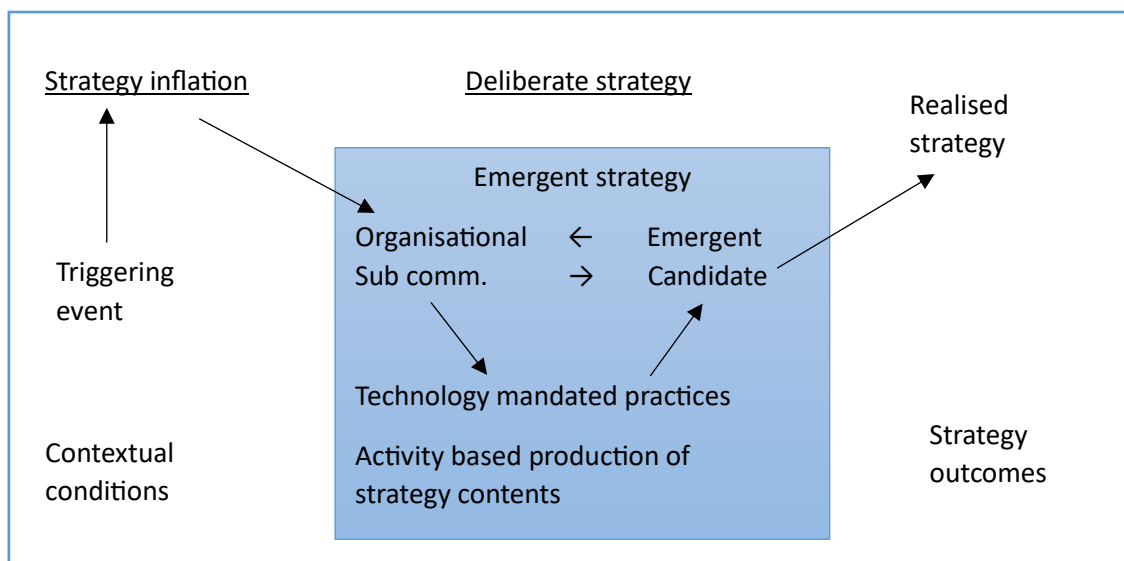 Strategy inflation
Deliberate strategy
Realised
strategy
Emergent strategy
Organisational ← Emergent
Sub comm. → Candidate
Triggering
event
Technology mandated practices
Activity based production of
strategy contents
Contextual
conditions
Strategy
outcomes